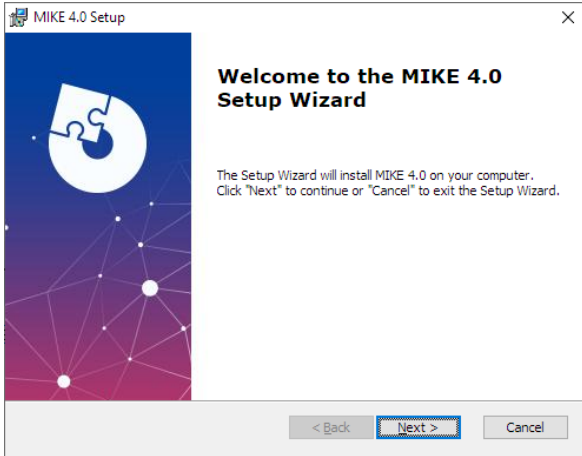 MIKE 4.0 Setup
Welcome to the MIKE 4.0
Setup Wizard
The Setup Wizard will install MIKE 4.0 on your computer.
Click "Next" to continue or "Cancel" to exit the Setup Wizard.
< Back Next > Cancel